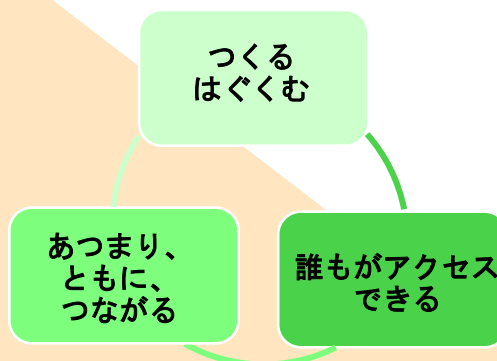 つくる
はぐくむ
あつまり、
ともに、
つながる
誰もがアクセス
できる